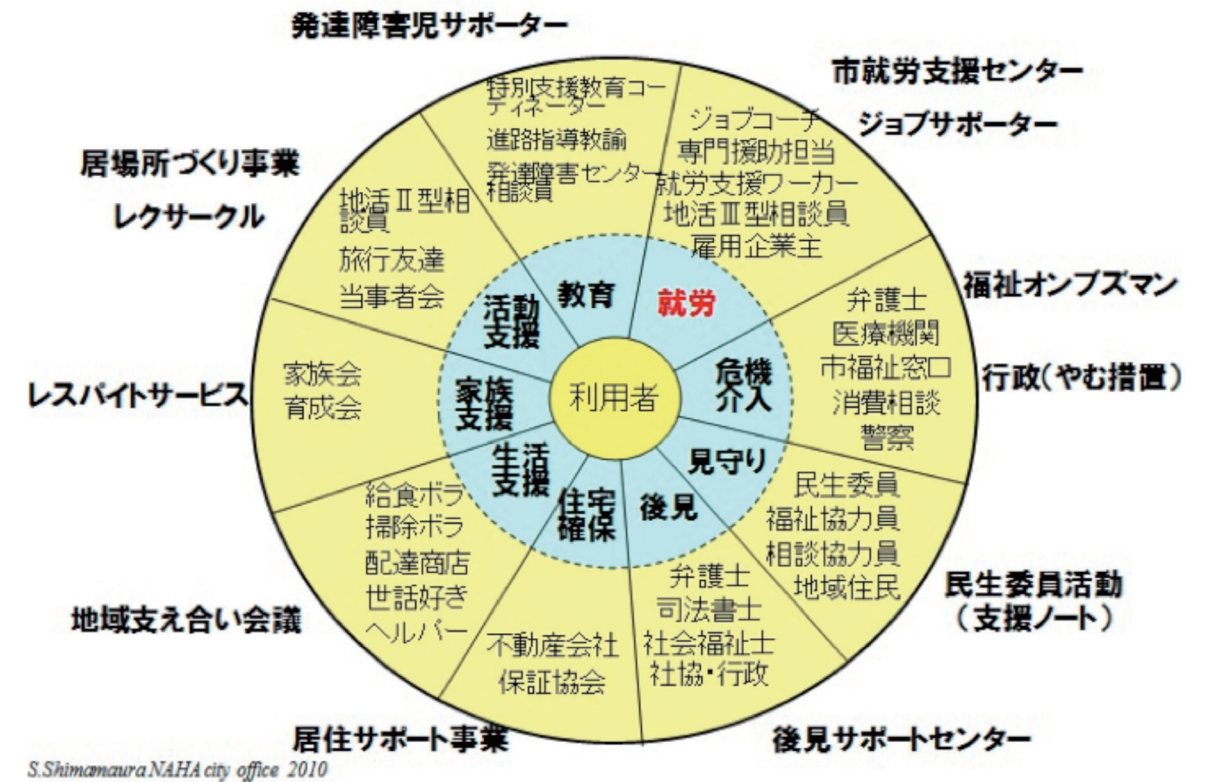 発達障害児サポーター
市就労支援センター
ジョブサポーター
居場所づくり事業
レクサークル
福祉オンブズマン
行政(やむ措置)
レスパイトサービス
民生委員活動
(支援ノート)
地域支え合い会議
居住サポート事業
後見サポートセンター
特別支援教育コー
ディネーター
進路指導教諭
発達障害センター
相談員
ジョブコーチ
専門援助担当
就労支援ワーカー
地活Ⅲ型相談員
雇用企業主
弁護士
医療機関
市福祉窓口
消費相談
警察
民生委員
福祉協力員
相談協力員
地域住民
弁護士
司法書士
社会福祉士
社協・行政
不動産会社
保証協会
給食ボラ
掃除ボラ
配達商店
世話好き
ヘルパー
家族会
育成会
地活Ⅱ型相
談員
旅行友達
当事者会
教育
就労
危機
介入
見守り
後見
住宅
確保
生活
支援
家族
支援
活動
支援
利用者
S.Shimamaura NAHA city office 2010